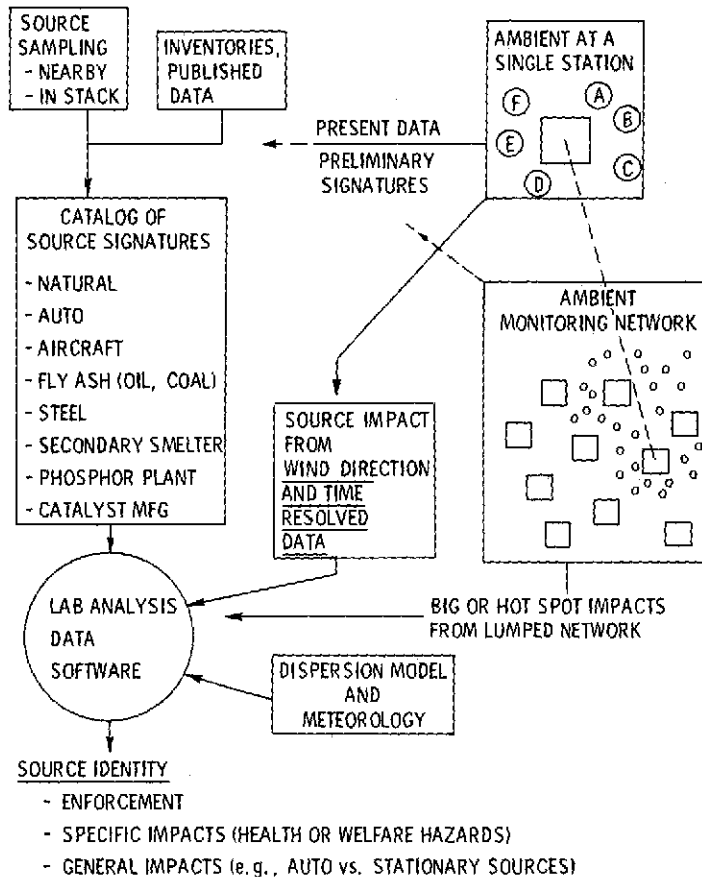 SOURCE
SAMPLING
- NEARBY
- IN STACK
INVENTORIES,
PUBLISHED
DATA
AMBIENT AT A
SINGLE STATION
A
B
C
D
E
F
PRESENT DATA
PRELIMINARY
SIGNATURES
CATALOG OF
SOURCE SIGNATURES
- NATURAL
- AUTO
- AIRCRAFT
- FLY ASH (OIL, COAL)
- STEEL
- SECONDARY SMELTER
- PHOSPHOR PLANT
- CATALYST MFG
AMBIENT
MONITORING NETWORK
SOURCE IMPACT
FROM
WIND DIRECTION
AND TIME
RESOLVED
DATA
LAB ANALYSIS
DATA
SOFTWARE
BIG OR HOT SPOT IMPACTS
FROM LUMPED NETWORK
DISPERSION MODEL
AND
METEOROLOGY
SOURCE IDENTITY
- ENFORCEMENT
- SPECIFIC IMPACTS (HEALTH OR WELFARE HAZARDS)
- GENERAL IMPACTS (e.g., AUTO vs. STATIONARY SOURCES)